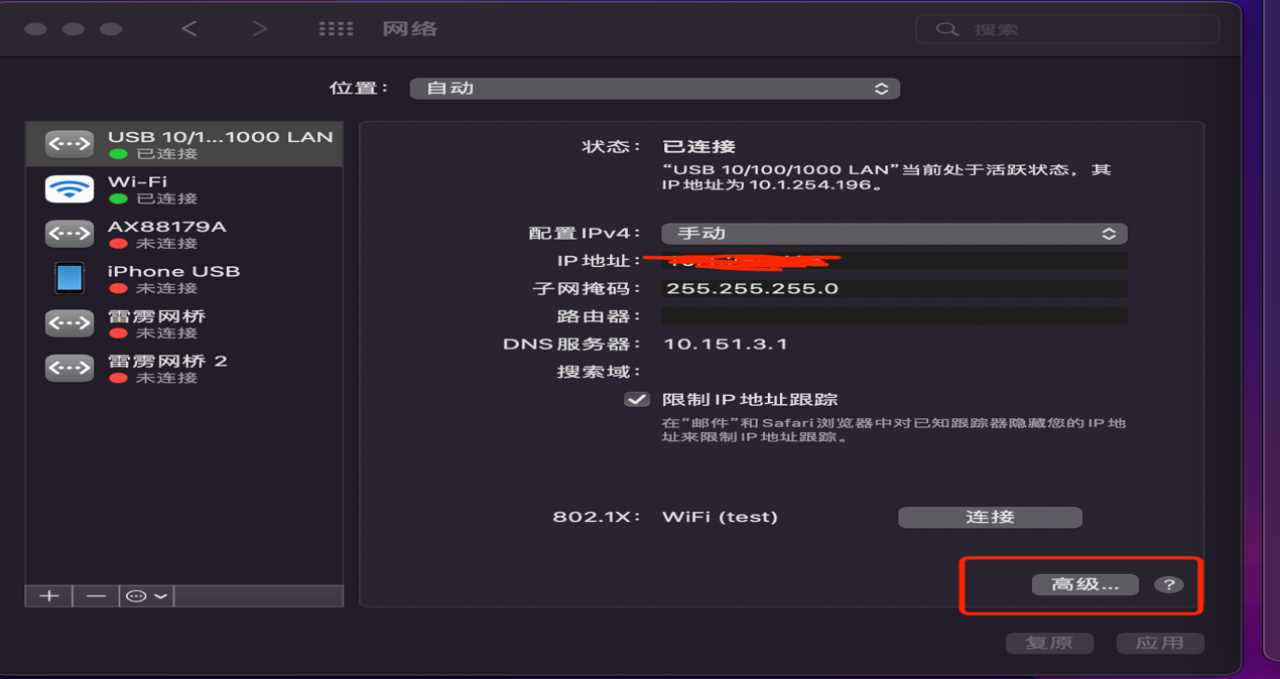 网络
搜索
位置： 自动
USB 10/1...1000 LAN
已连接
Wi-Fi
已连接
AX88179A
未连接
iPhone USB
未连接
雷雳网桥
未连接
雷雳网桥 2
未连接
状态： 已连接
“USB 10/100/1000 LAN”当前处于活跃状态，其
IP 地址为 10.1.254.196。
配置 IPv4： 手动
IP 地址：
子网掩码： 255.255.255.0
路由器：
DNS 服务器： 10.151.3.1
搜索域：
限制 IP 地址跟踪
在“邮件”和 Safari 浏览器中对已知跟踪器隐藏您的 IP 地
址来限制 IP 地址跟踪。
802.1X： WiFi (test) 连接
高级... ?
复原 应用